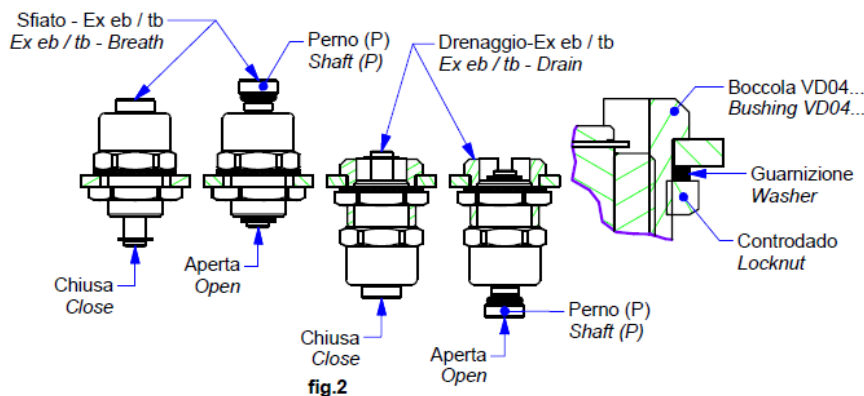 Sfiato - Ex eb / tb
Ex eb / tb - Breath
Perno (P)
Shaft (P)
Drenaggio-Ex eb / tb
Ex eb / tb - Drain
Boccola VD04...
Bushing VD04...
Guarnizione
Washer
Controdado
Locknut
Chiusa
Close
Aperta
Open
Chiusa
Close
Aperta
Open
Perno (P)
Shaft (P)
fig.2